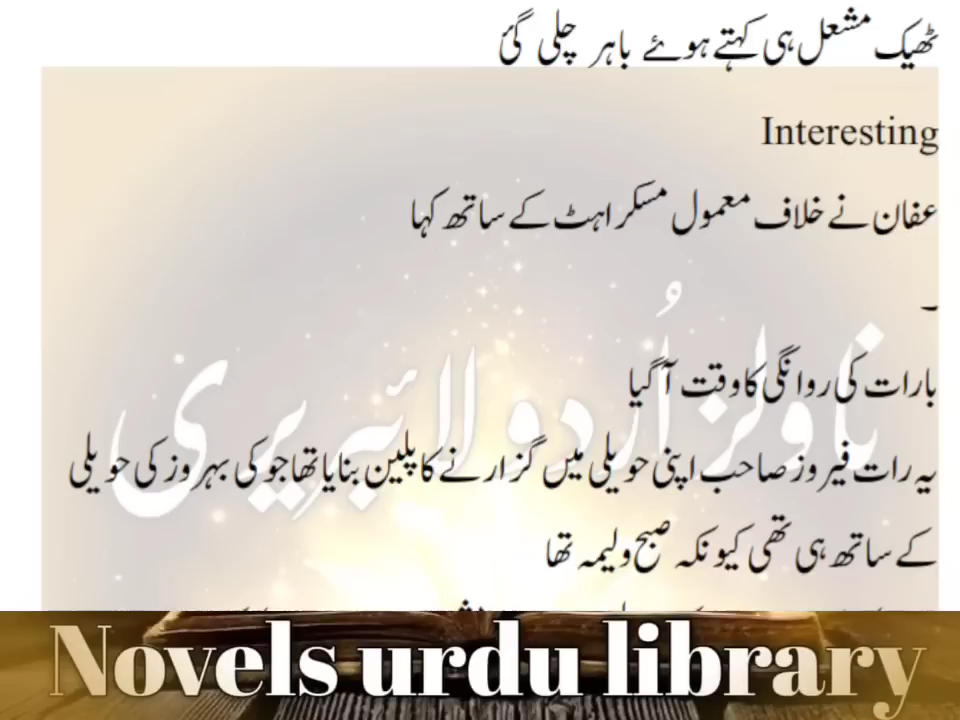 ٹھیک مشعل ہی کہتے ہوئے باہر چلی گئ
Interesting
عفان نے خلاف معمول مسکراہٹ کے ساتھ کہا
۔
بارات کی روانگی کا وقت آگیا
یہ رات فیروز صاحب اپنی حویلی میں گزارنے کا پلین بنایا تھا جو کی بہروز کی حویلی
کے ساتھ ہی تھی کیونکہ صبح ولیمہ تھا
ناولز اُردو لائبریری
Novels urdu library